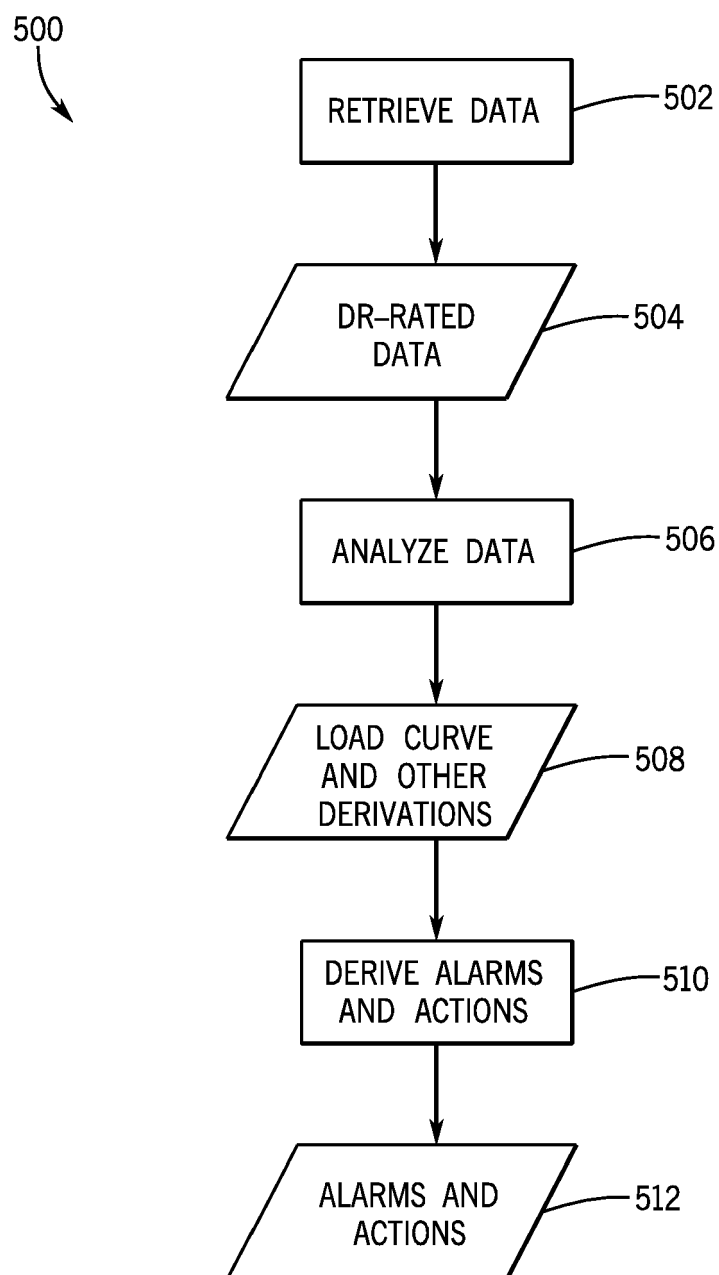 500
RETRIEVE DATA
502
DR–RATED
DATA
504
ANALYZE DATA
506
LOAD CURVE
AND OTHER
DERIVATIONS
508
DERIVE ALARMS
AND ACTIONS
510
ALARMS AND
ACTIONS
512